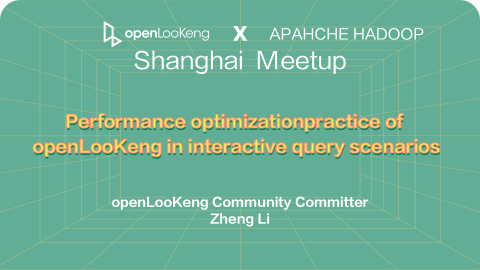 openLooKeng X APAHCHE HADOOP
Shanghai Meetup
Performance optimizationpractice of
openLooKeng in interactive query scenarios
openLooKeng Community Committer
Zheng Li